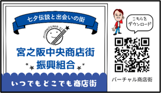 七夕伝説と出会いの街
宮之阪中央商店街
振興組合
いつでもどこでも商店街
こちらを
ダウンロード
バーチャル商店街